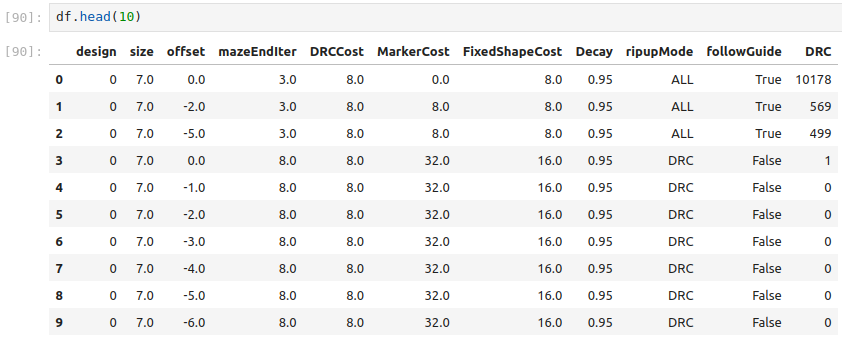 [90]: df.head(10)
[90]: design size offset mazeEndIter DRCCost MarkerCost FixedShapeCost Decay ripupMode followGuide DRC
0 0 7.0 0.0 3.0 8.0 0.0 8.0 0.95 ALL True 10178
1 0 7.0 -2.0 3.0 8.0 8.0 8.0 0.95 ALL True 569
2 0 7.0 -5.0 3.0 8.0 8.0 8.0 0.95 ALL True 499
3 0 7.0 0.0 8.0 8.0 32.0 16.0 0.95 DRC False 1
4 0 7.0 -1.0 8.0 8.0 32.0 16.0 0.95 DRC False 0
5 0 7.0 -2.0 8.0 8.0 32.0 16.0 0.95 DRC False 0
6 0 7.0 -3.0 8.0 8.0 32.0 16.0 0.95 DRC False 0
7 0 7.0 -4.0 8.0 8.0 32.0 16.0 0.95 DRC False 0
8 0 7.0 -5.0 8.0 8.0 32.0 16.0 0.95 DRC False 0
9 0 7.0 -6.0 8.0 8.0 32.0 16.0 0.95 DRC False 0